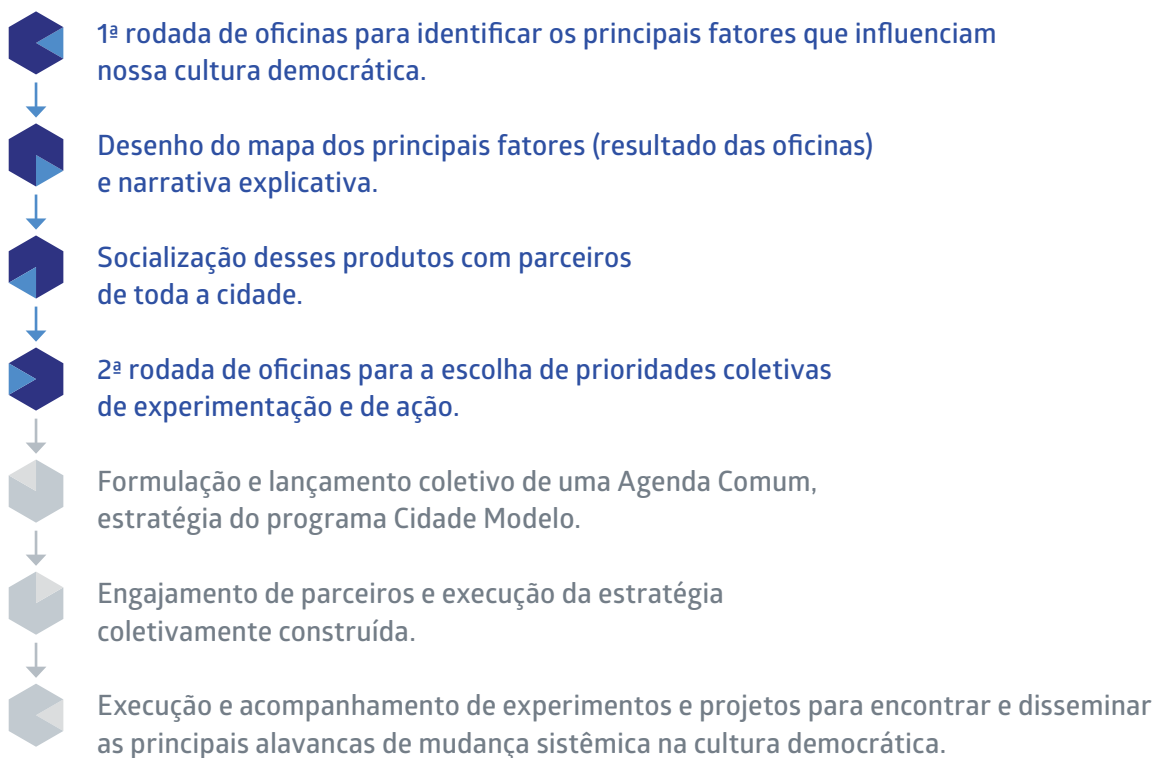 1ª rodada de oficinas para identificar os principais fatores que influenciam
nossa cultura democrática.
Desenho do mapa dos principais fatores (resultado das oficinas)
e narrativa explicativa.
Socialização desses produtos com parceiros
de toda a cidade.
2ª rodada de oficinas para a escolha de prioridades coletivas
de experimentação e de ação.
Formulação e lançamento coletivo de uma Agenda Comum,
estratégia do programa Cidade Modelo.
Engajamento de parceiros e execução da estratégia
coletivamente construída.
Execução e acompanhamento de experimentos e projetos para encontrar e disseminar
as principais alavancas de mudança sistêmica na cultura democrática.